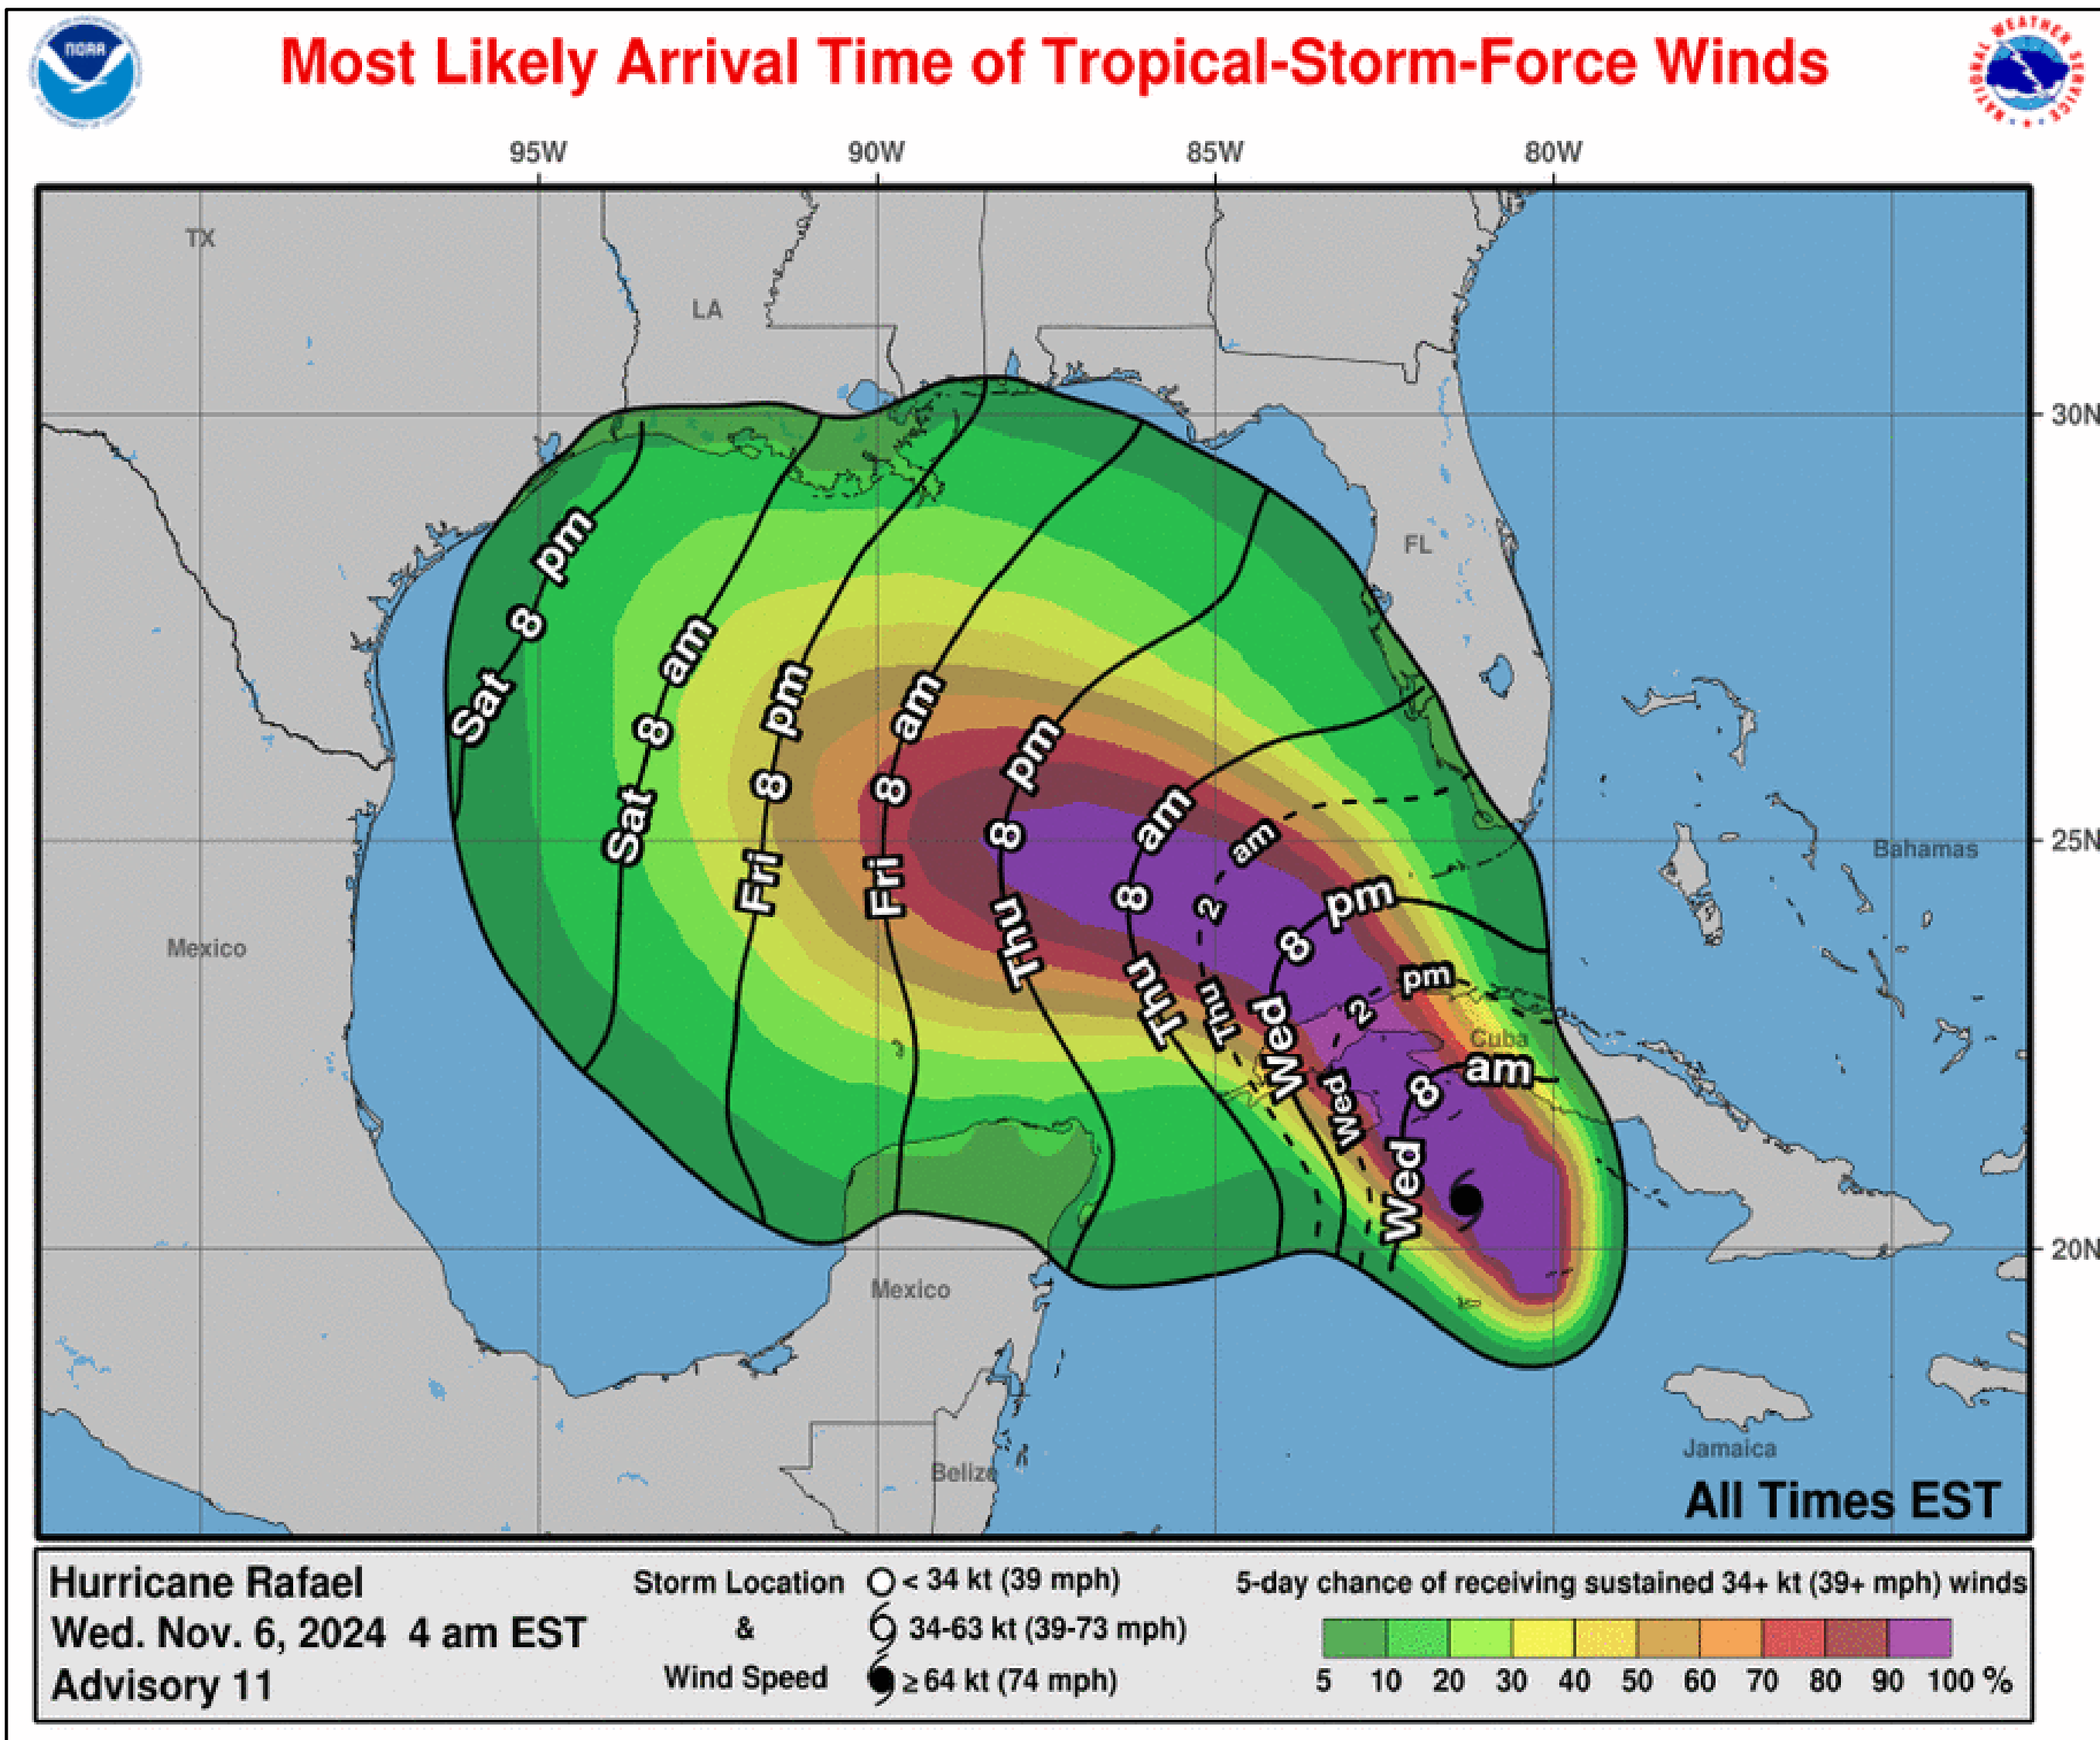 NOAA
Most Likely Arrival Time of Tropical-Storm-Force Winds
NATIONAL WEATHER SERVICE
95W 90W 85W 80W
TX
LA
FL
30N
25N
20N
Bahamas
Mexico
Cuba
Mexico
Jamaica
Belize
Sat 8 pm
Sat 8 am
Fri 8 pm
Fri 8 am
Thu 8 pm
Thu 8 am
Thu 2 am
Wed 8 pm
Wed 2 pm
Wed 8 am
All Times EST
Hurricane Rafael
Wed. Nov. 6, 2024 4 am EST
Advisory 11
Storm Location
&
Wind Speed
< 34 kt (39 mph)
34-63 kt (39-73 mph)
≥ 64 kt (74 mph)
5-day chance of receiving sustained 34+ kt (39+ mph) winds
5 10 20 30 40 50 60 70 80 90 100 %